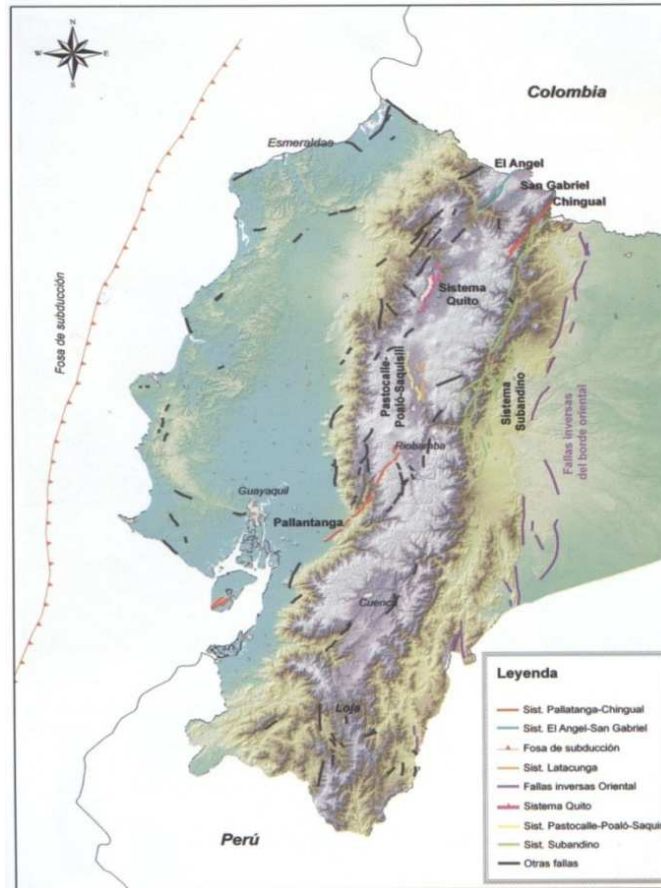 N
W
E
S
Colombia
Esmeraldas
El Angel
San Gabriel
Chingual
Fosa de subducción
Sistema
Quito
Pastocalle-
Poaló-Saquisilí
Sistema
Subandino
Fallas inversas
del borde oriental
Riobamba
Guayaquil
Pallantanga
Cuenca
Loja
Perú
Leyenda
Sist. Pallatanga-Chingual
Sist. El Angel-San Gabriel
Fosa de subducción
Sist. Latacunga
Fallas inversas Oriental
Sistema Quito
Sist. Pastocalle-Poaló-Saquis
Sist. Subandino
Otras fallas